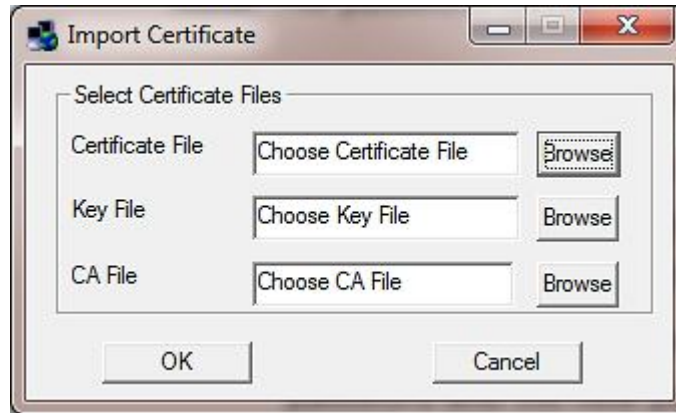 Import Certificate
Select Certificate Files
Certificate File Choose Certificate File Browse
Key File Choose Key File Browse
CA File Choose CA File Browse
OK Cancel